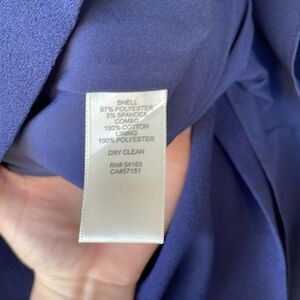 SHELL
97% POLYESTER
3% SPANDEX
COMBO
100% COTTON
LINING
100% POLYESTER
DRY CLEAN
RN# 54163
CA#57151